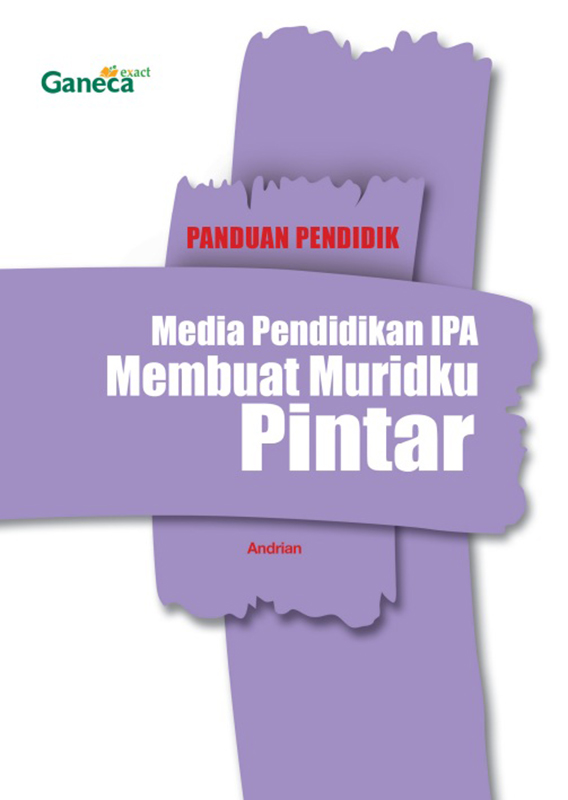 Ganeca exact
PANDUAN PENDIDIK
Media Pendidikan IPA
Membuat Muridku
Pintar
Andrian